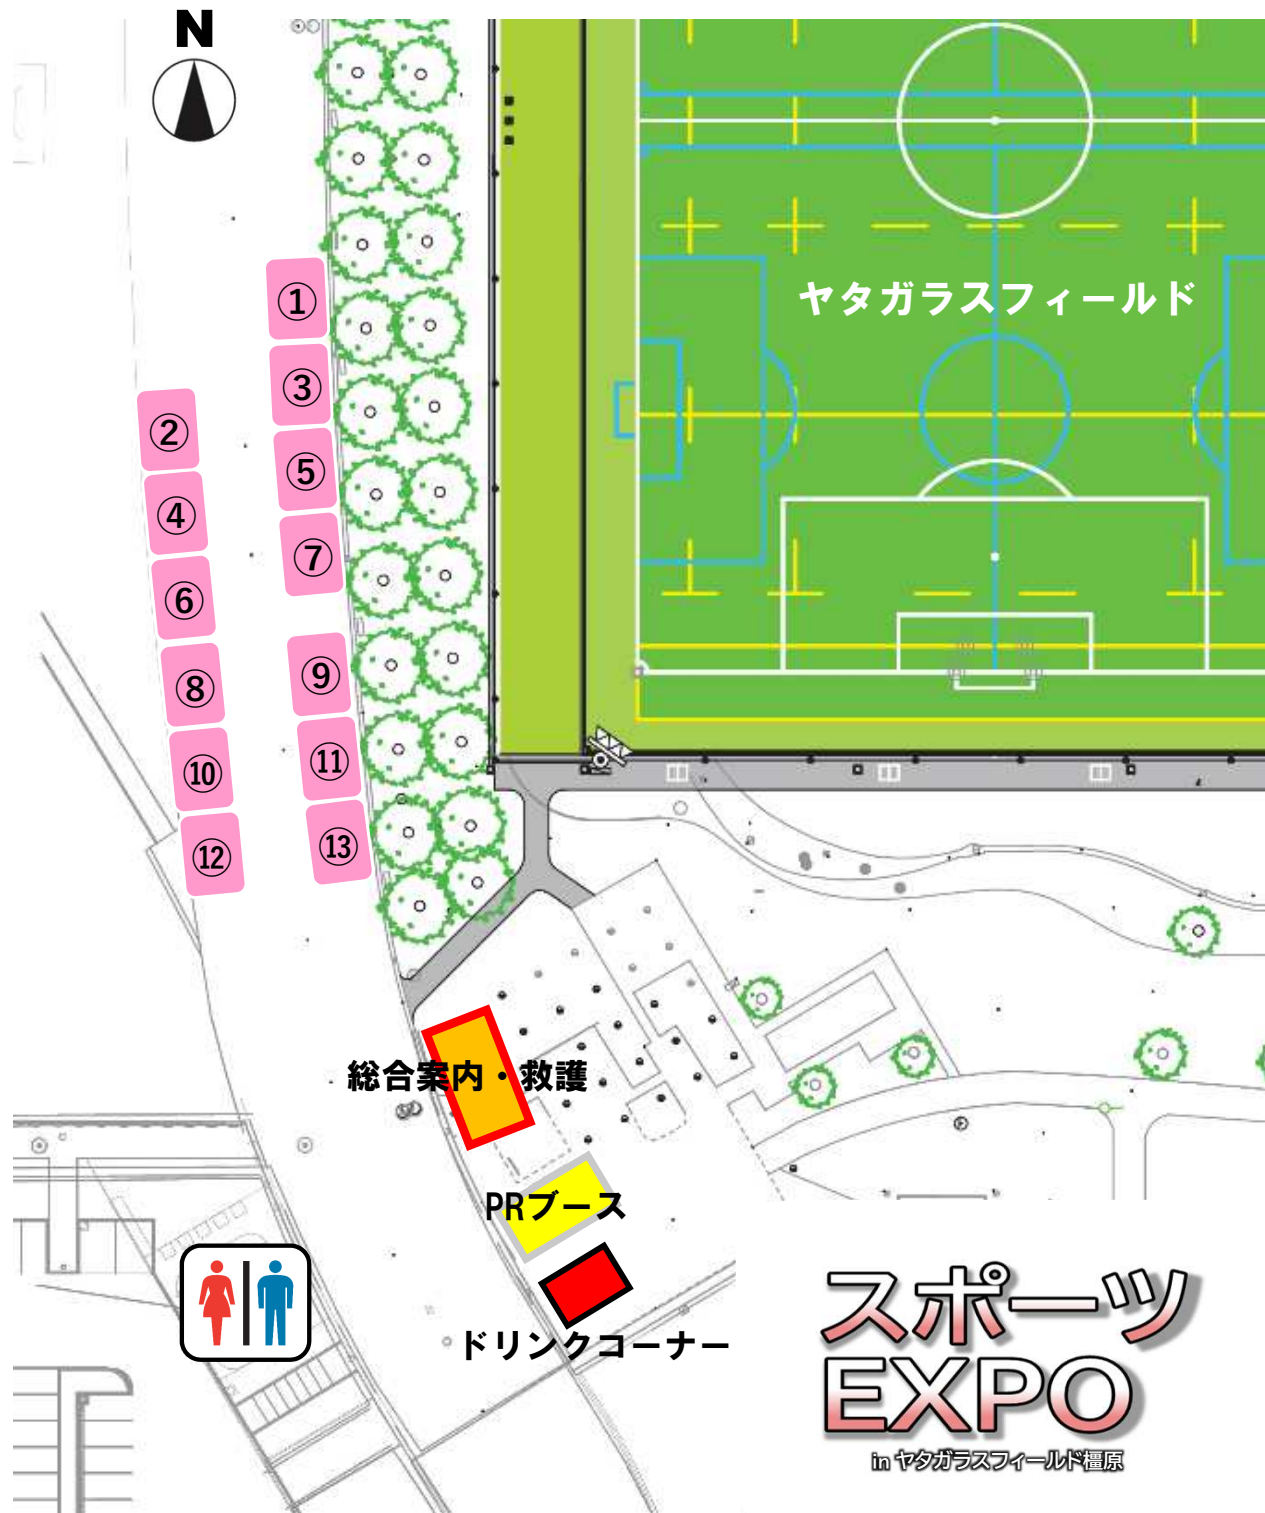 N
ヤタガラスフィールド
①
③
②
⑤
④
⑦
⑥
⑨
⑧
⑪
⑩
⑬
⑫
総合案内・救護
PRブース
ドリンクコーナー
スポーツ
EXPO
in ヤタガラスフィールド橿原